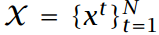 𝒳 = {x^t}_{t=1}^N